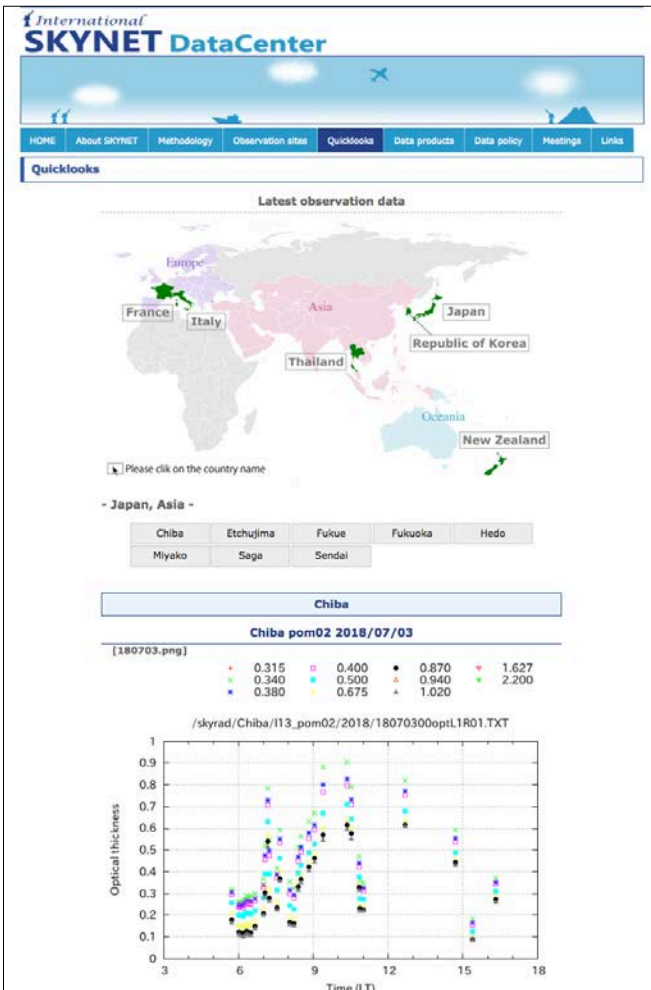 International
SKYNET DataCenter
HOME About SKYNET Methodology Observation sites Quicklooks Data products Data policy Meetings Links
Quicklooks
Latest observation data
Europe
Asia
France
Italy
Japan
Republic of Korea
Thailand
Oceania
New Zealand
Please clik on the country name
- Japan, Asia -
Chiba Etchujima Fukue Fukuoka Hedo
Miyako Saga Sendai
Chiba
Chiba pom02 2018/07/03
[180703.png]
0.315 0.400 0.870 1.627
0.340 0.500 0.940 2.200
0.380 0.675 1.020
/skyrad/Chiba/I13_pom02/2018/18070300optL1R01.TXT
1
0.9
0.8
0.7
0.6
0.5
0.4
0.3
0.2
0.1
0
Optical thickness
3 6 9 12 15 18
Time (LT)